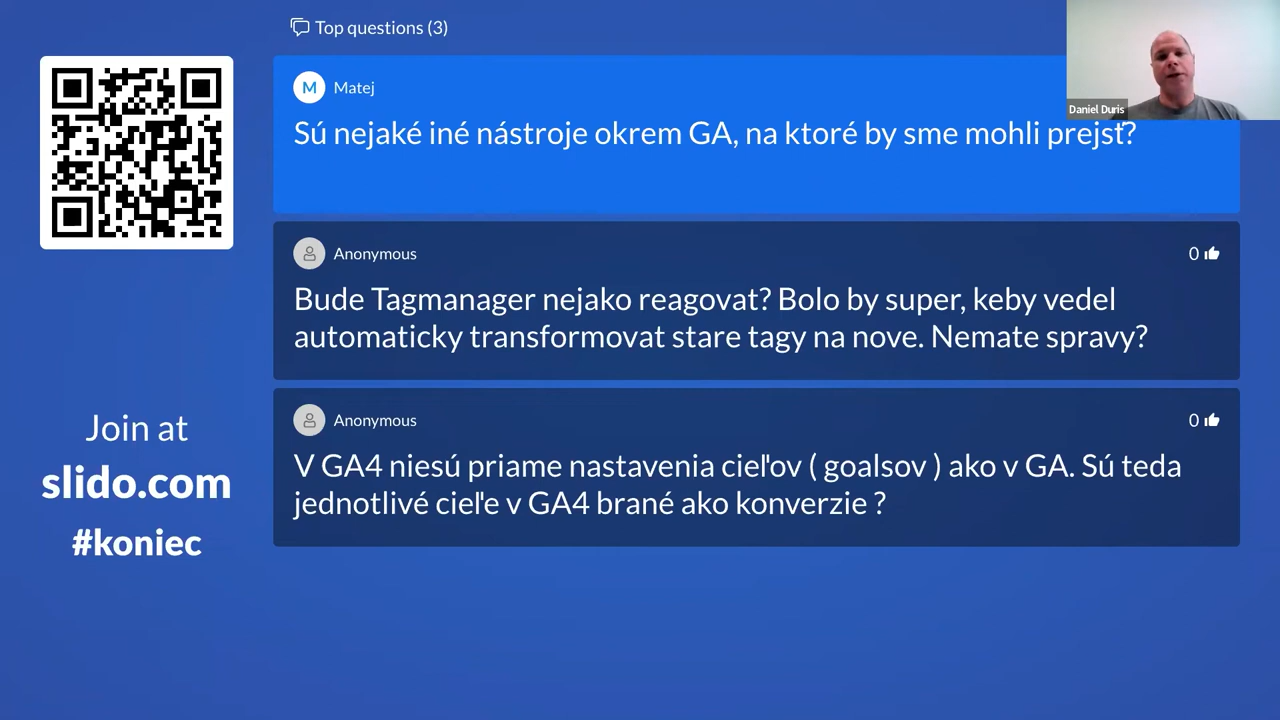 Top questions (3)
M
Matej
Sú nejaké iné nástroje okrem GA, na ktoré by sme mohli prejsť?
Daniel Duris
Anonymous
0
Bude Tagmanager nejako reagovat? Bolo by super, keby vedel
automaticky transformovat stare tagy na nove. Nemate spravy?
Anonymous
0
V GA4 niesú priame nastavenia cieľov ( goalsov ) ako v GA. Sú teda
jednotlivé cieľe v GA4 brané ako konverzie ?
Join at
slido.com
#koniec